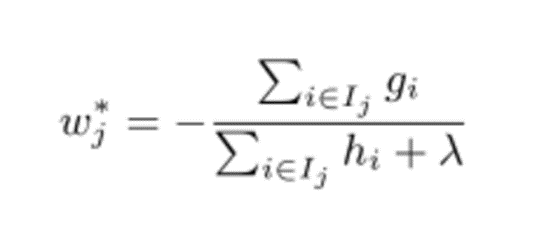 w_j^* = -\frac{\sum_{i \in I_j} g_i}{\sum_{i \in I_j} h_i + \lambda}